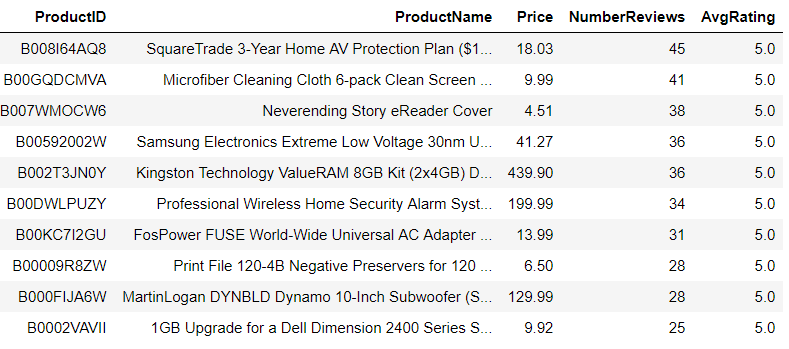 ProductID ProductName Price NumberReviews AvgRating
B008I64AQ8 SquareTrade 3-Year Home AV Protection Plan ($1... 18.03 45 5.0
B00GQDCMVA Microfiber Cleaning Cloth 6-pack Clean Screen ... 9.99 41 5.0
B007WMOCW6 Neverending Story eReader Cover 4.51 38 5.0
B00592002W Samsung Electronics Extreme Low Voltage 30nm U... 41.27 36 5.0
B002T3JN0Y Kingston Technology ValueRAM 8GB Kit (2x4GB) D... 439.90 36 5.0
B00DWLPUZY Professional Wireless Home Security Alarm Syst... 199.99 34 5.0
B00KC7I2GU FosPower FUSE World-Wide Universal AC Adapter ... 13.99 31 5.0
B00009R8ZW Print File 120-4B Negative Preservers for 120 ... 6.50 28 5.0
B000FIJA6W MartinLogan DYNBLD Dynamo 10-Inch Subwoofer (S... 129.99 28 5.0
B0002VAVII 1GB Upgrade for a Dell Dimension 2400 Series S... 9.92 25 5.0